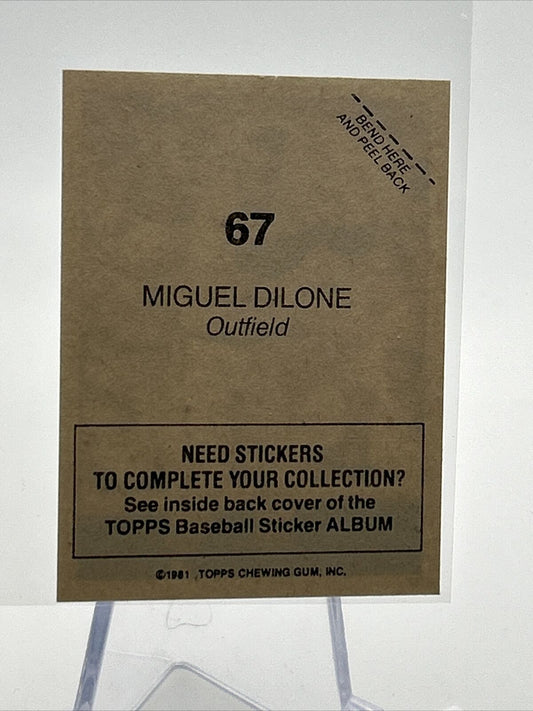 BEND HERE
AND PEEL BACK
67
MIGUEL DILONE
Outfield
NEED STICKERS
TO COMPLETE YOUR COLLECTION?
See inside back cover of the
TOPPS Baseball Sticker ALBUM
©1981 TOPPS CHEWING GUM, INC.